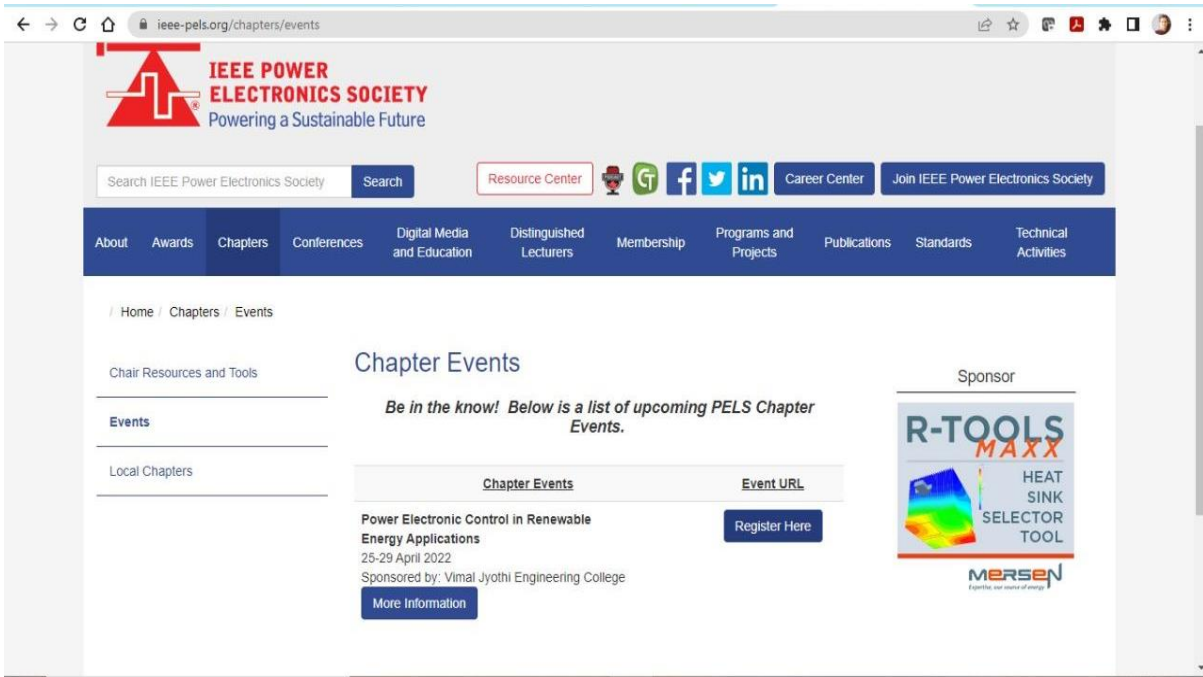 ieee-pels.org/chapters/events
IEEE POWER
ELECTRONICS SOCIETY
®
Powering a Sustainable Future
Search IEEE Power Electronics Society
Search
Resource Center
Career Center
Join IEEE Power Electronics Society
About
Awards
Chapters
Conferences
Digital Media
and Education
Distinguished
Lecturers
Membership
Programs and
Projects
Publications
Standards
Technical
Activities
/ Home / Chapters / Events
Chair Resources and Tools
Events
Local Chapters
Chapter Events
Be in the know! Below is a list of upcoming PELS Chapter
Events.
Chapter Events
Event URL
Power Electronic Control in Renewable
Energy Applications
25-29 April 2022
Sponsored by: Vimal Jyothi Engineering College
More Information
Register Here
Sponsor
R-TOOLS
MAXX
HEAT
SINK
SELECTOR
TOOL
MERSEN
Expertise, our source of energy